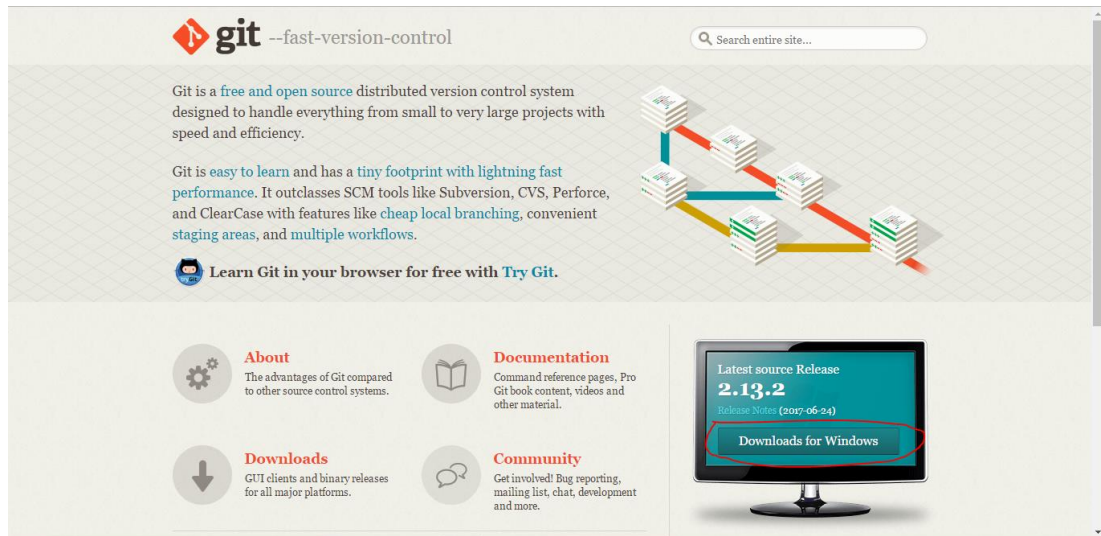 git --fast-version-control
Search entire site...
Git is a free and open source distributed version control system
designed to handle everything from small to very large projects with
speed and efficiency.
Git is easy to learn and has a tiny footprint with lightning fast
performance. It outclasses SCM tools like Subversion, CVS, Perforce,
and ClearCase with features like cheap local branching, convenient
staging areas, and multiple workflows.
Learn Git in your browser for free with Try Git.
About
The advantages of Git compared
to other source control systems.
Documentation
Command reference pages, Pro
Git book content, videos and
other material.
Downloads
GUI clients and binary releases
for all major platforms.
Community
Get involved! Bug reporting,
mailing list, chat, development
and more.
Latest source Release
2.13.2
Release Notes (2017-06-24)
Downloads for Windows